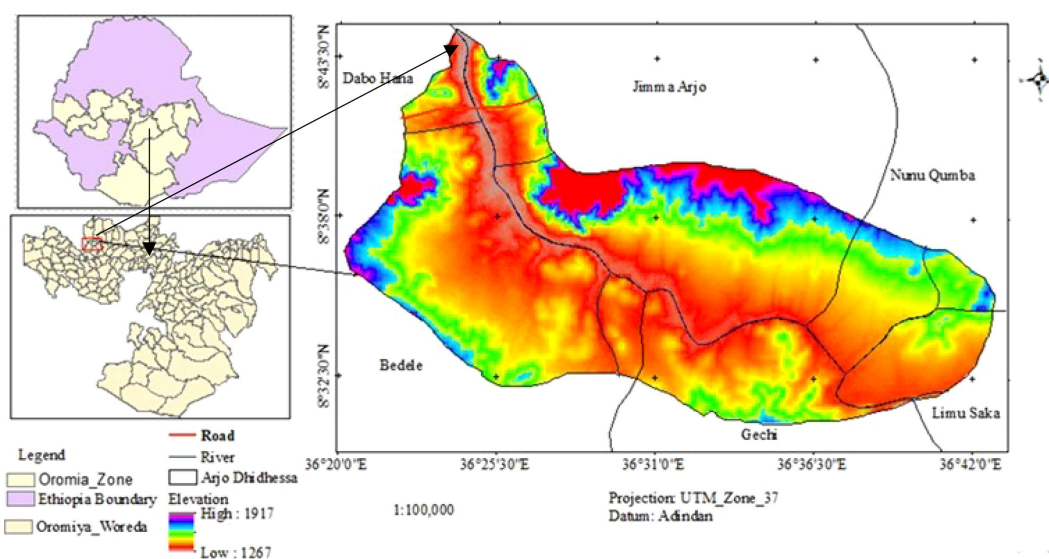 8°43'30"N
8°38'0"N
8°32'30"N
Dabo Hana
Jimma Arjo
Nunu Qumba
Bedele
Gechi
Limu Saka
36°20'0"E
36°25'30"E
36°31'0"E
36°36'30"E
36°42'0"E
Legend
Oromia_Zone
Ethiopia Boundary
Oromiya_Woreda
Road
River
Arjo Dhidhessa
Elevation
High : 1917
Low : 1267
1:100,000
Projection: UTM_Zone_37
Datum: Adindan